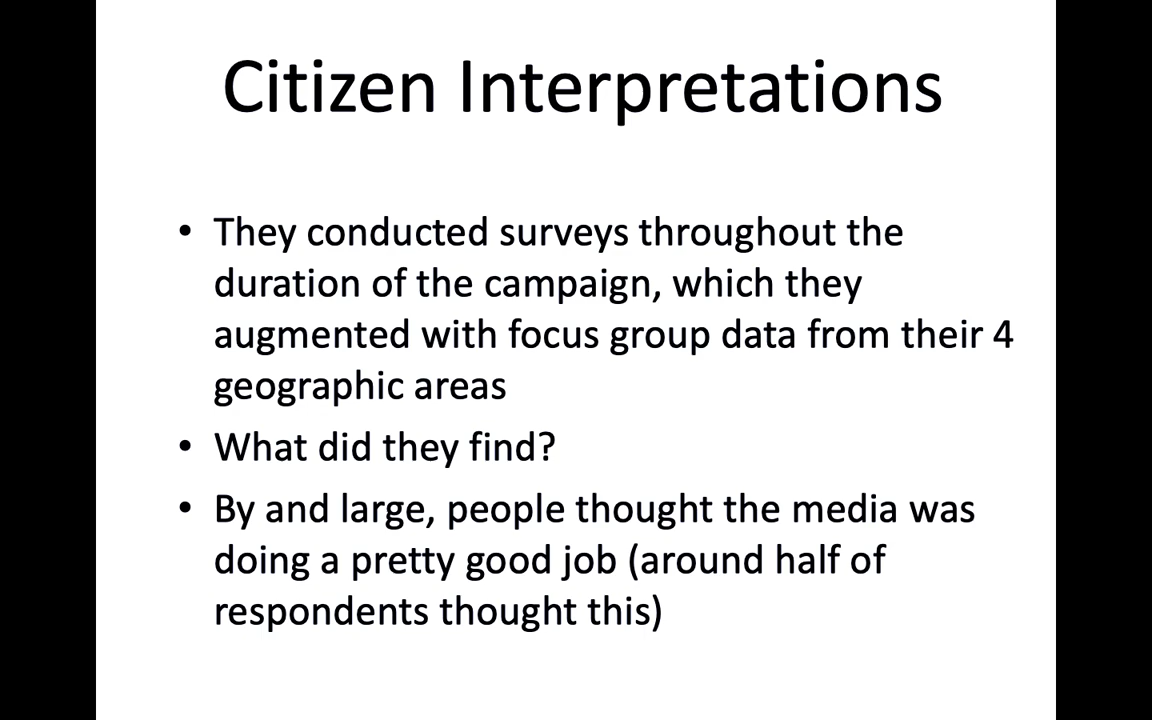 Citizen Interpretations
• They conducted surveys throughout the
duration of the campaign, which they
augmented with focus group data from their 4
geographic areas
• What did they find?
• By and large, people thought the media was
doing a pretty good job (around half of
respondents thought this)